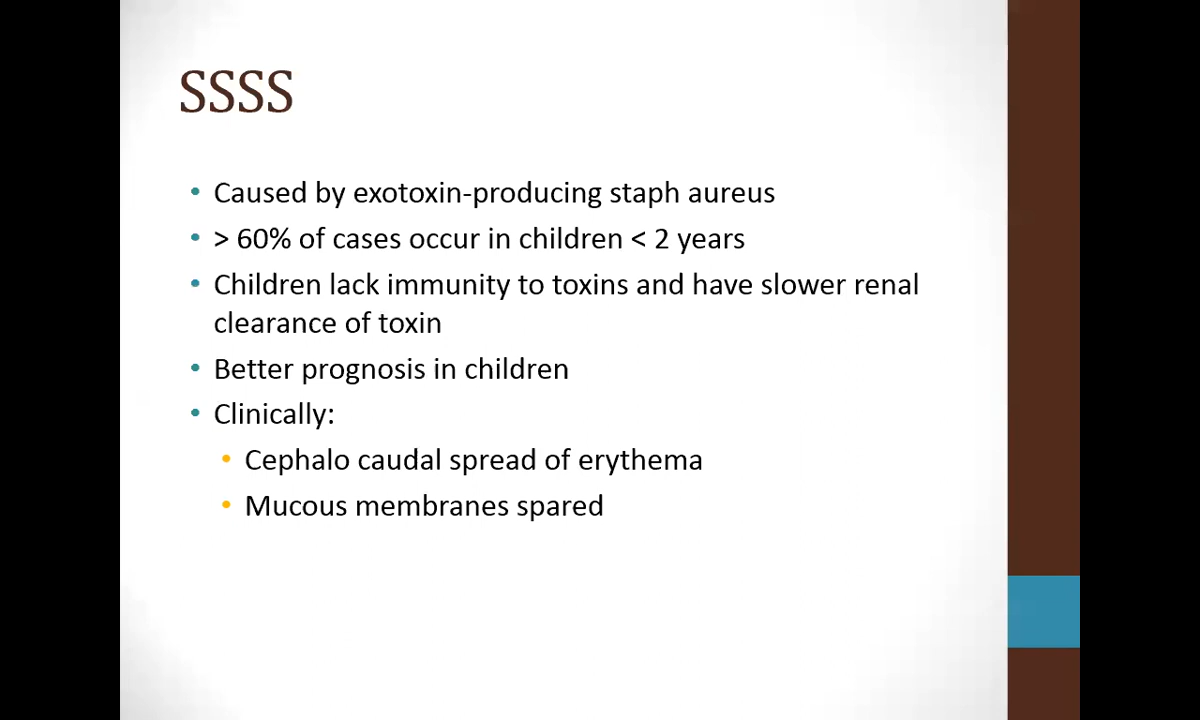 SSSS
• Caused by exotoxin-producing staph aureus
• > 60% of cases occur in children < 2 years
• Children lack immunity to toxins and have slower renal
clearance of toxin
• Better prognosis in children
• Clinically:
• Cephalo caudal spread of erythema
• Mucous membranes spared